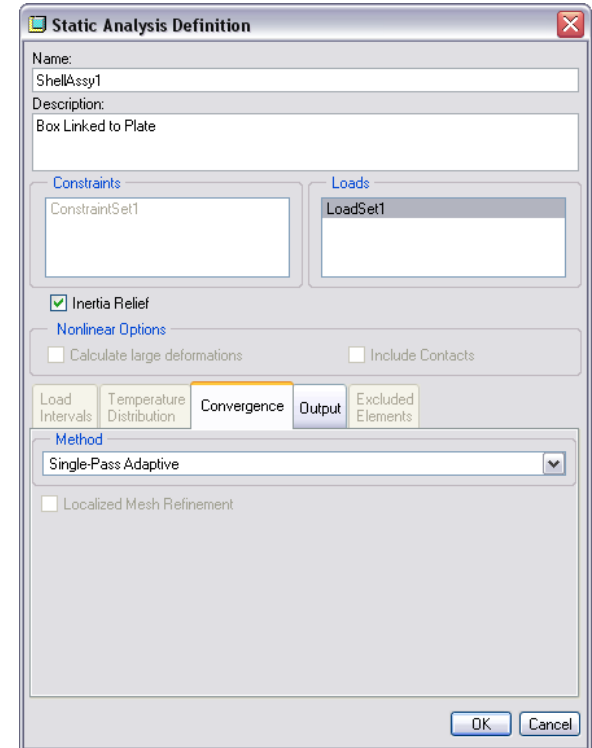 Static Analysis Definition
Name:
ShellAssy1
Description:
Box Linked to Plate
Constraints
Loads
ConstraintSet1
LoadSet1
Inertia Relief
Nonlinear Options
Calculate large deformations
Include Contacts
Load Intervals
Temperature Distribution
Convergence
Output
Excluded Elements
Method
Single-Pass Adaptive
Localized Mesh Refinement
OK
Cancel